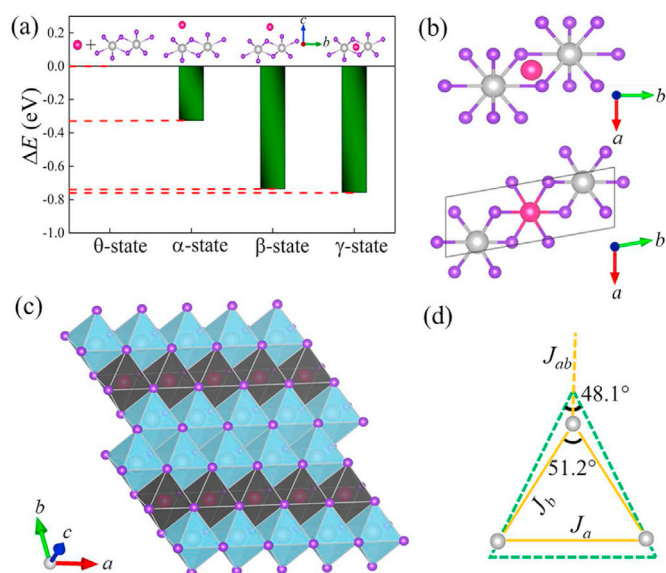 (a)
0.2
0.0
-0.2
-0.4
-0.6
-0.8
-1.0
ΔE (eV)
+
c
b
θ-state α-state β-state γ-state
(b)
b
a
b
a
(c)
b
c
a
(d)
J_ab
48.1°
51.2°
J_b
J_a